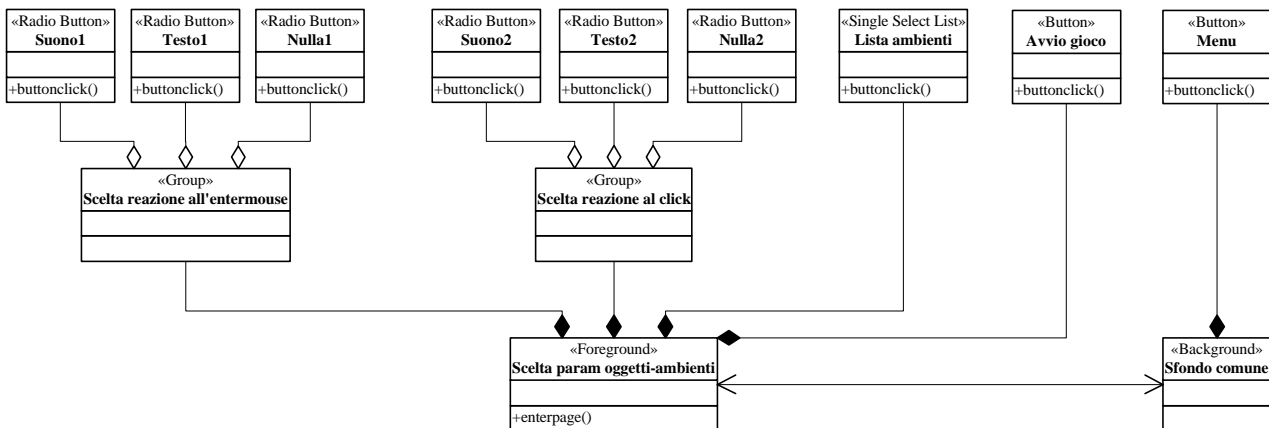 «Radio Button»
Suono1
+buttonclick()
«Radio Button»
Testo1
+buttonclick()
«Radio Button»
Nulla1
+buttonclick()
«Radio Button»
Suono2
+buttonclick()
«Radio Button»
Testo2
+buttonclick()
«Radio Button»
Nulla2
+buttonclick()
«Single Select List»
Lista ambienti
+buttonclick()
«Button»
Avvio gioco
+buttonclick()
«Button»
Menu
+buttonclick()
«Group»
Scelta reazione all'entermouse
«Group»
Scelta reazione al click
«Foreground»
Scelta param oggetti-ambienti
+enterpage()
«Background»
Sfondo comune